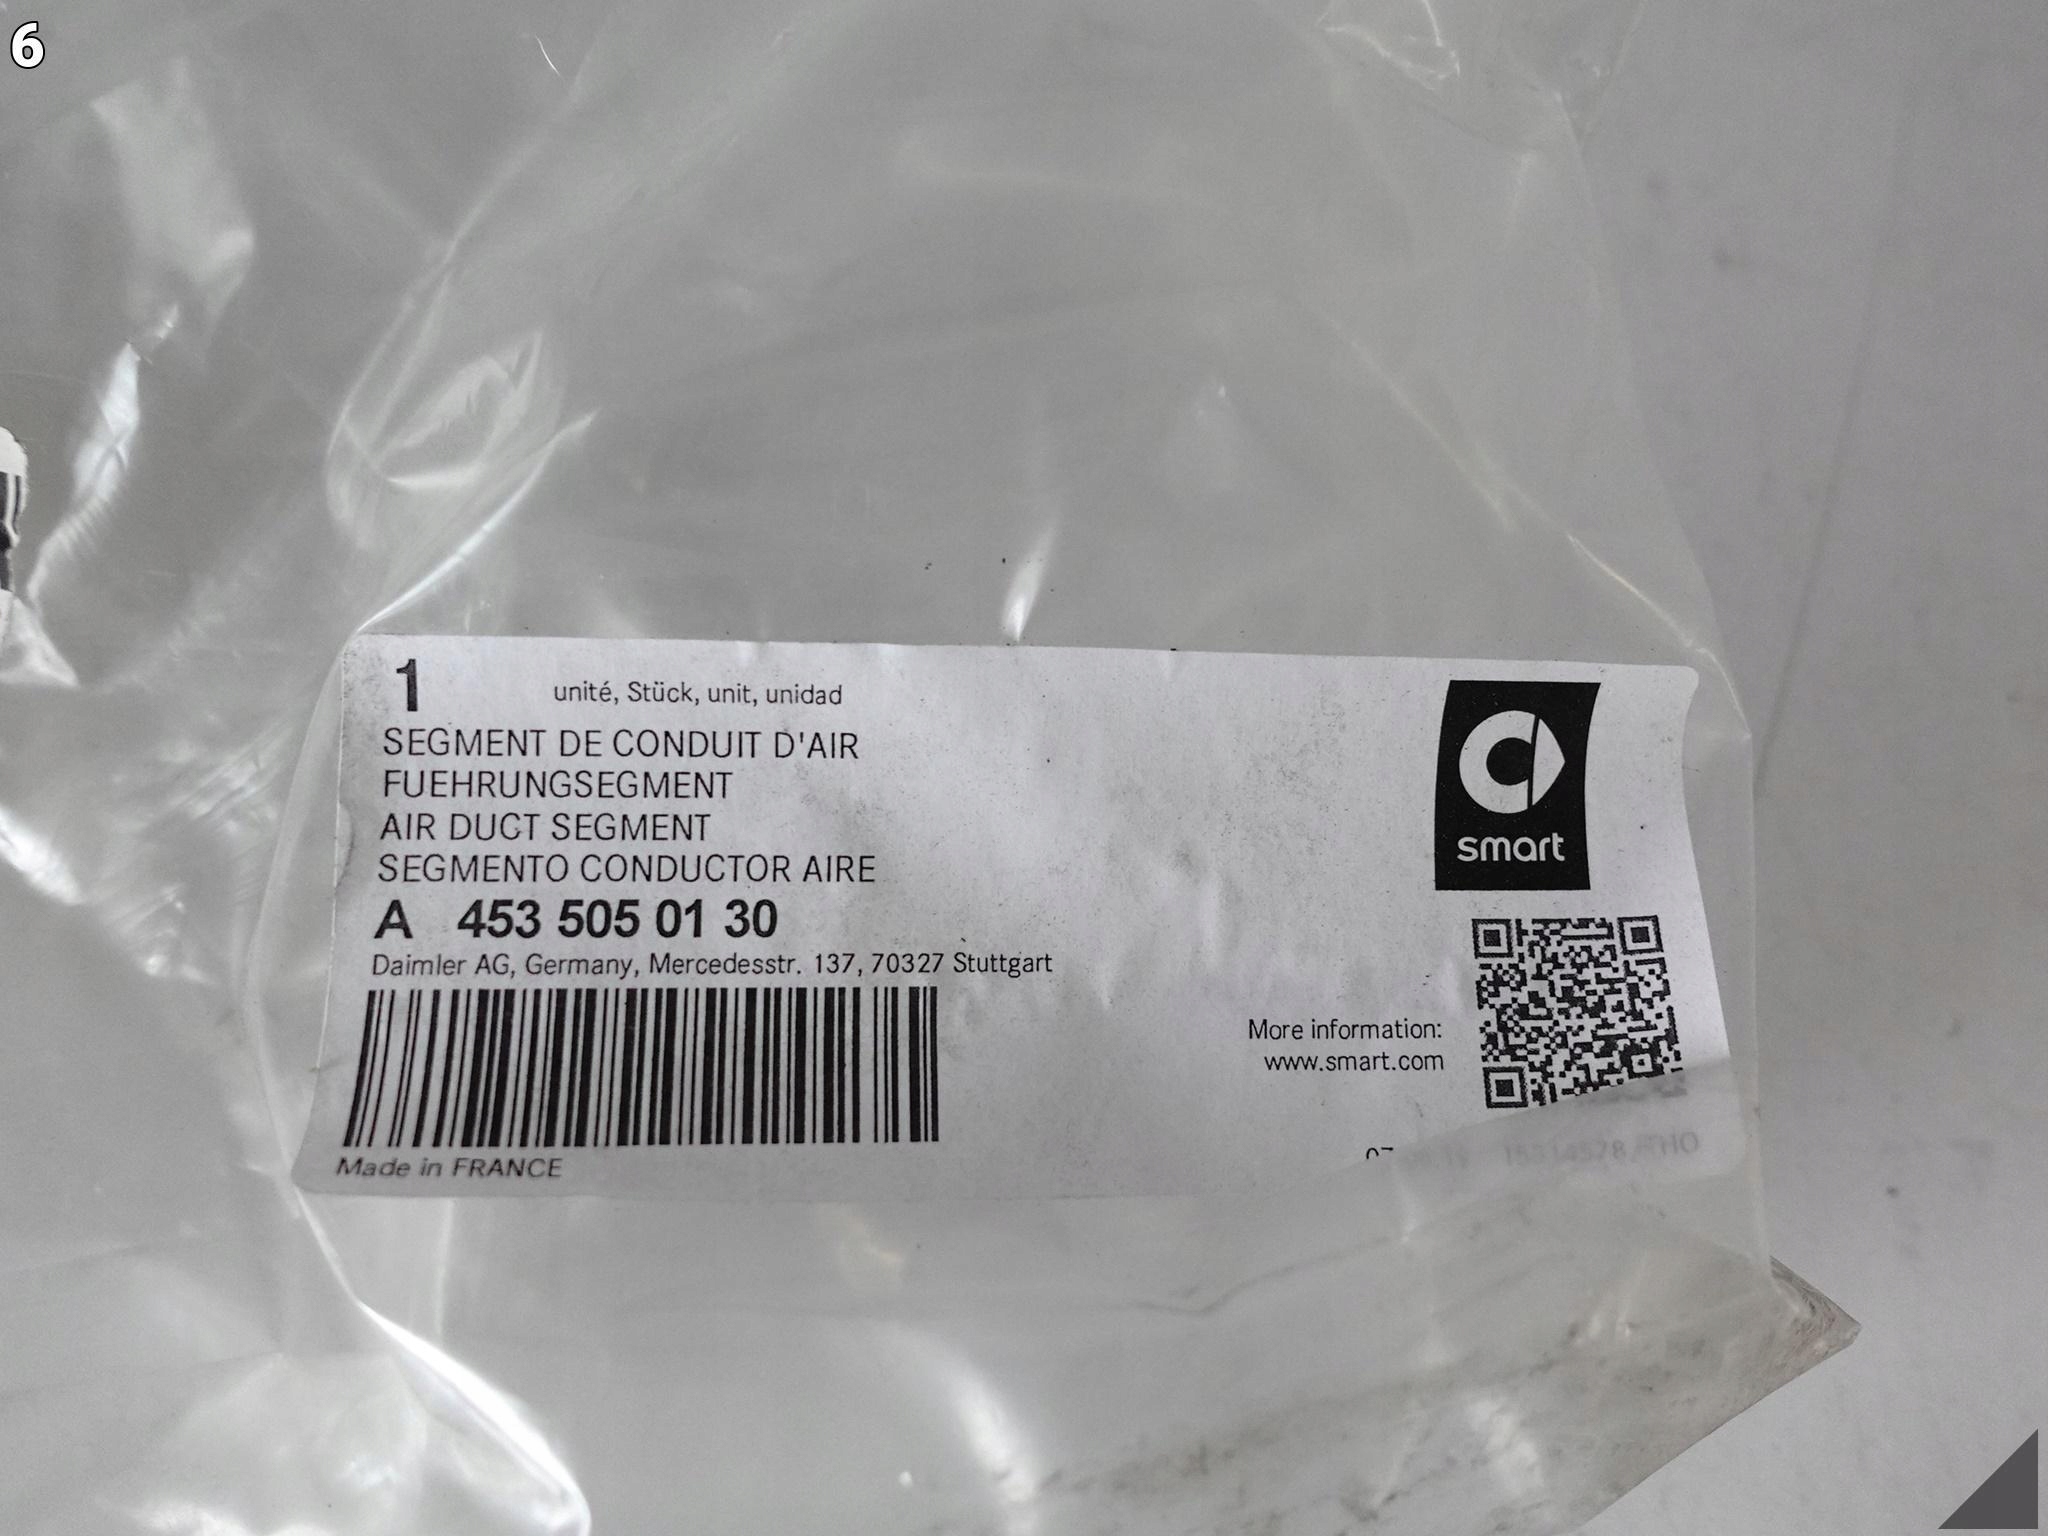 6
1 unité, Stück, unit, unidad
SEGMENT DE CONDUIT D'AIR
FUEHRUNGSEGMENT
AIR DUCT SEGMENT
SEGMENTO CONDUCTOR AIRE
A 453 505 01 30
Daimler AG, Germany, Mercedesstr. 137, 70327 Stuttgart
Made in FRANCE
smart
More information:
www.smart.com